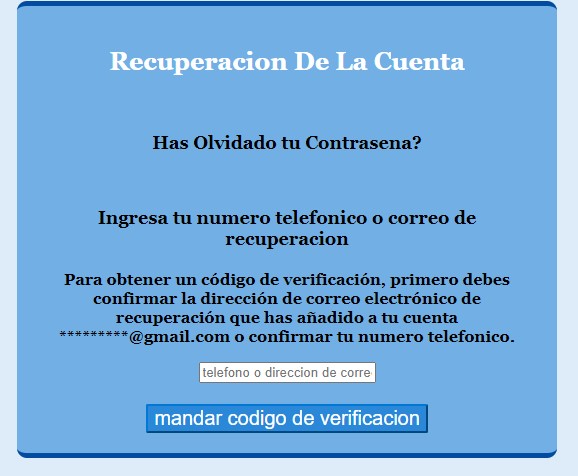 Recuperacion De La Cuenta
Has Olvidado tu Contrasena?
Ingresa tu numero telefonico o correo de
recuperacion
Para obtener un código de verificación, primero debes
confirmar la dirección de correo electrónico de
recuperación que has añadido a tu cuenta
*********@gmail.com o confirmar tu numero telefonico.
telefono o direccion de corre
mandar codigo de verificacion